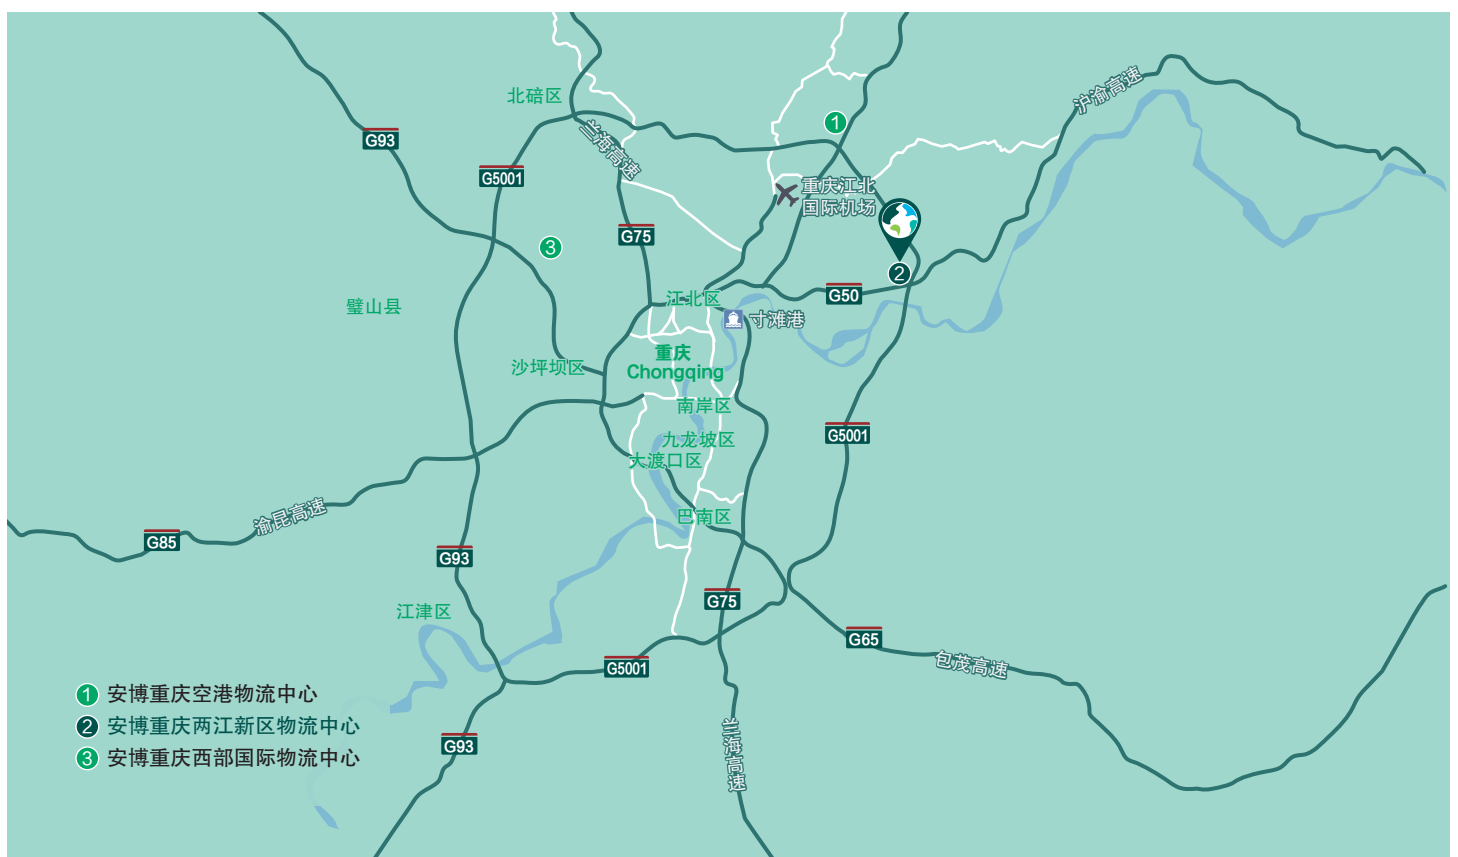 沪渝高速
北碚区
1
兰海高速
G93
G5001
重庆江北
国际机场
G75
3
2
G50
江北区
璧山县
寸滩港
重庆
Chongqing
沙坪坝区
南岸区
G5001
九龙坡区
大渡口区
渝昆高速
巴南区
G85
G93
G75
江津区
G65
包茂高速
G5001
1 安博重庆空港物流中心
2 安博重庆两江新区物流中心
3 安博重庆西部国际物流中心
G93
兰海高速